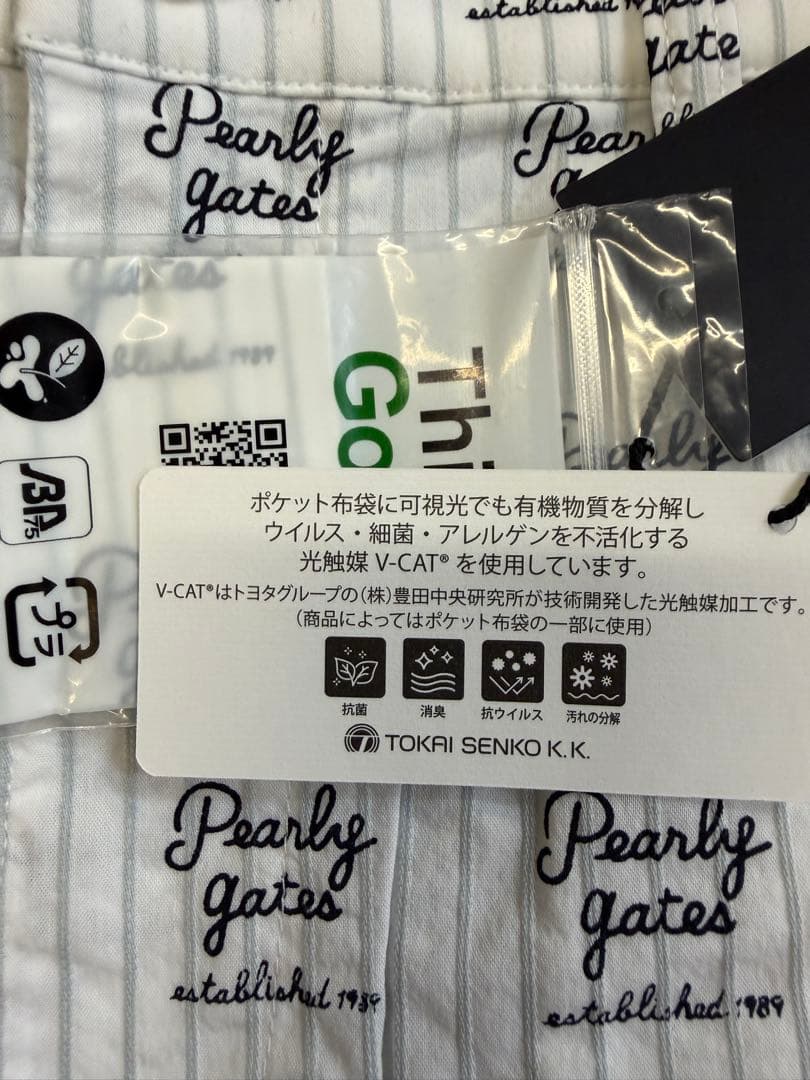 established
gates
Pearly
gates
Pearly
Thi
Go
75
プラ
ポケット布袋に可視光でも有機物質を分解し
ウイルス・細菌・アレルゲンを不活化する
光触媒 V-CAT® を使用しています。
V-CAT®はトヨタグループの(株)豊田中央研究所が技術開発した光触媒加工です。
(商品によってはポケット布袋の一部に使用)
抗菌 消臭 抗ウイルス 汚れの分解
TOKAI SENKO K.K.
Pearly
gates
established 1989
Pearly
gates
established 1989